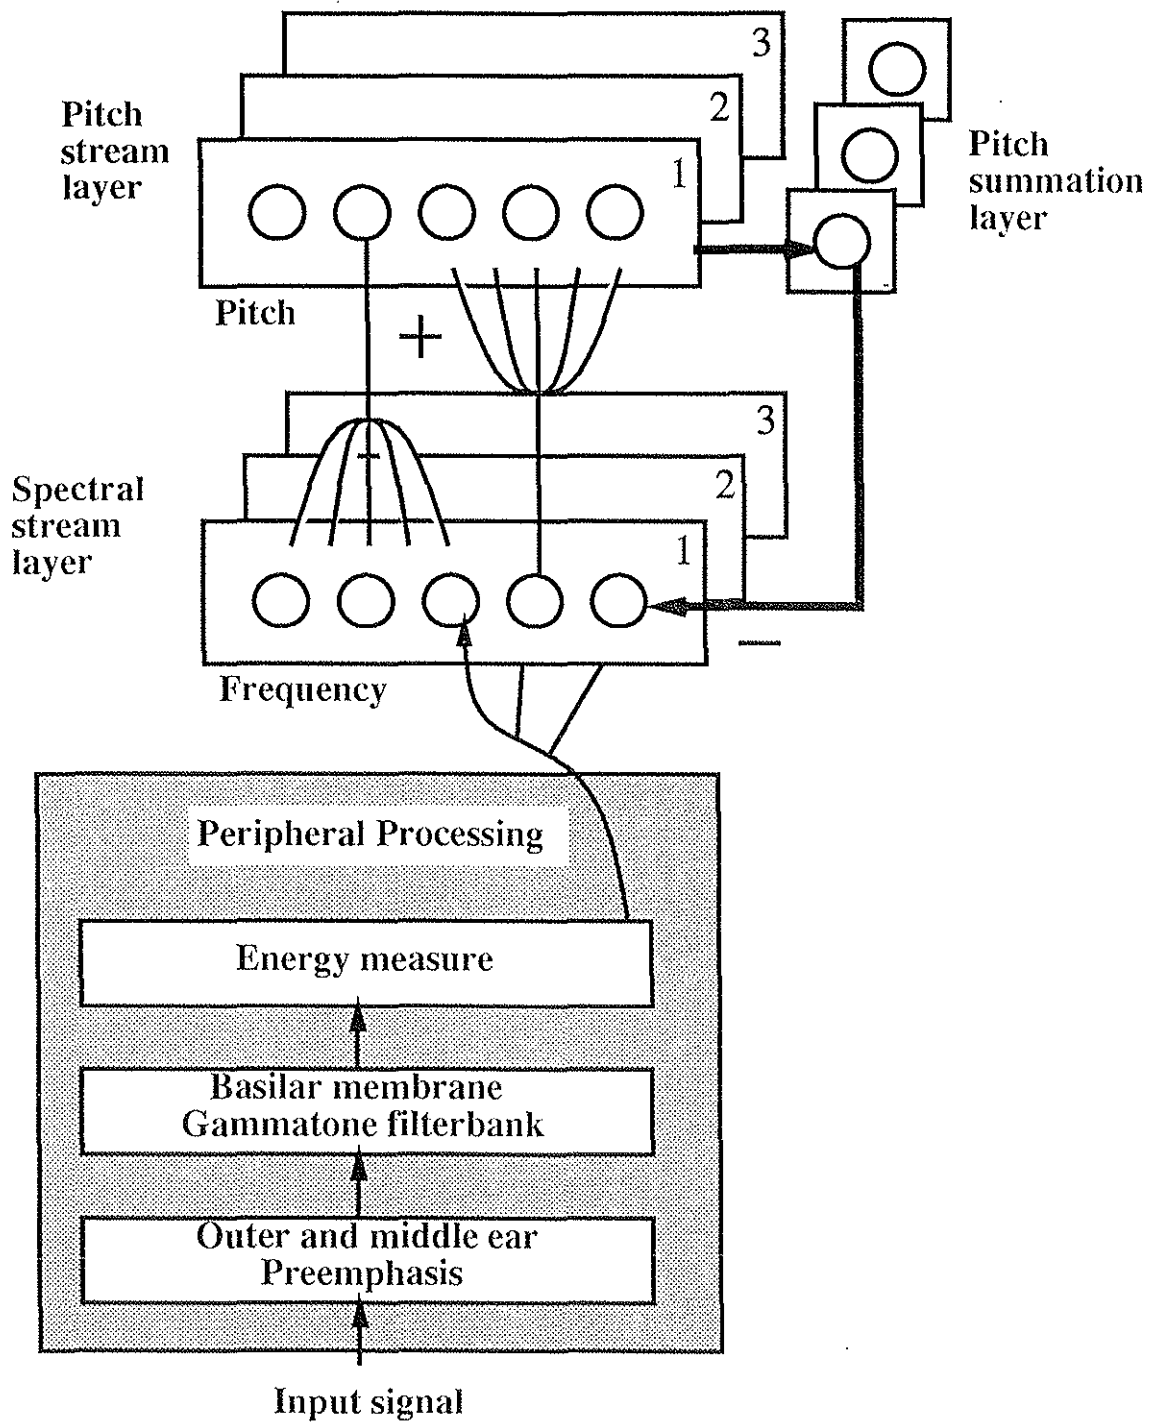 3
2
1
Pitch
stream
layer
Pitch
summation
layer
Pitch
+
3
2
1
Spectral
stream
layer
−
Frequency
Peripheral Processing
Energy measure
Basilar membrane
Gammatone filterbank
Outer and middle ear
Preemphasis
Input signal